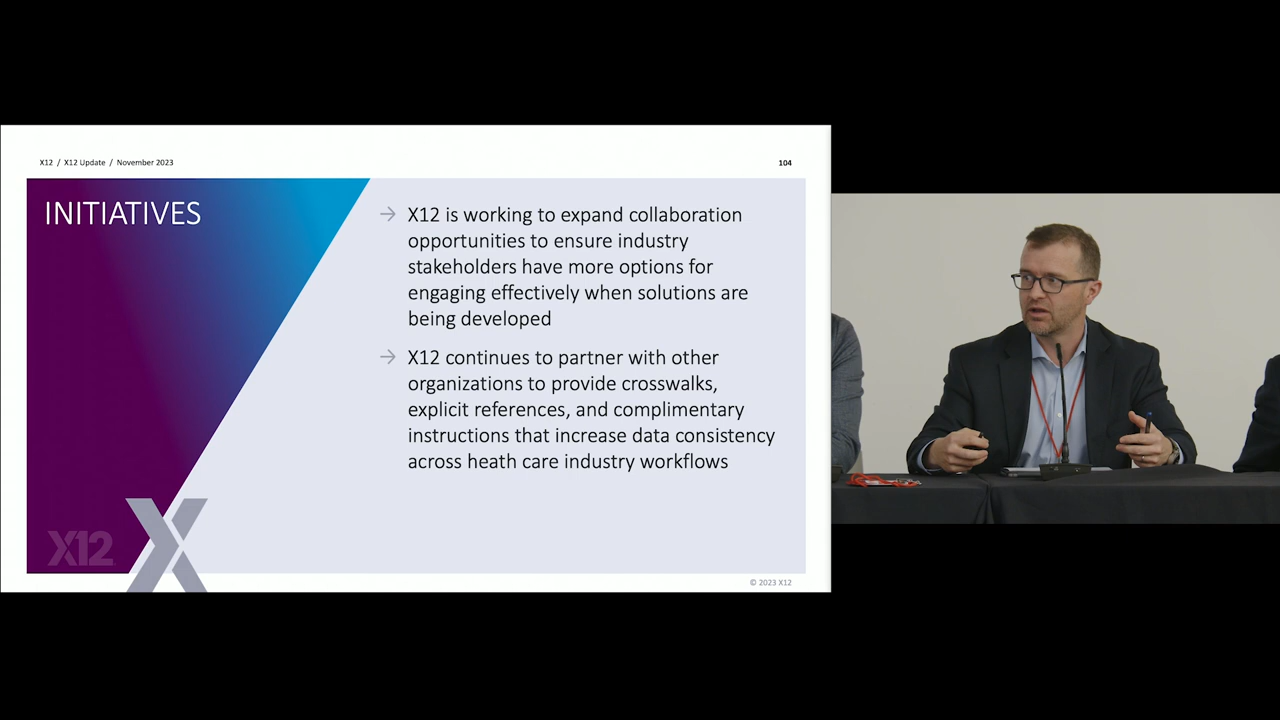 X12 / X12 Update / November 2023
104
INITIATIVES
→ X12 is working to expand collaboration
opportunities to ensure industry
stakeholders have more options for
engaging effectively when solutions are
being developed
→ X12 continues to partner with other
organizations to provide crosswalks,
explicit references, and complimentary
instructions that increase data consistency
across heath care industry workflows
X12
© 2023 X12